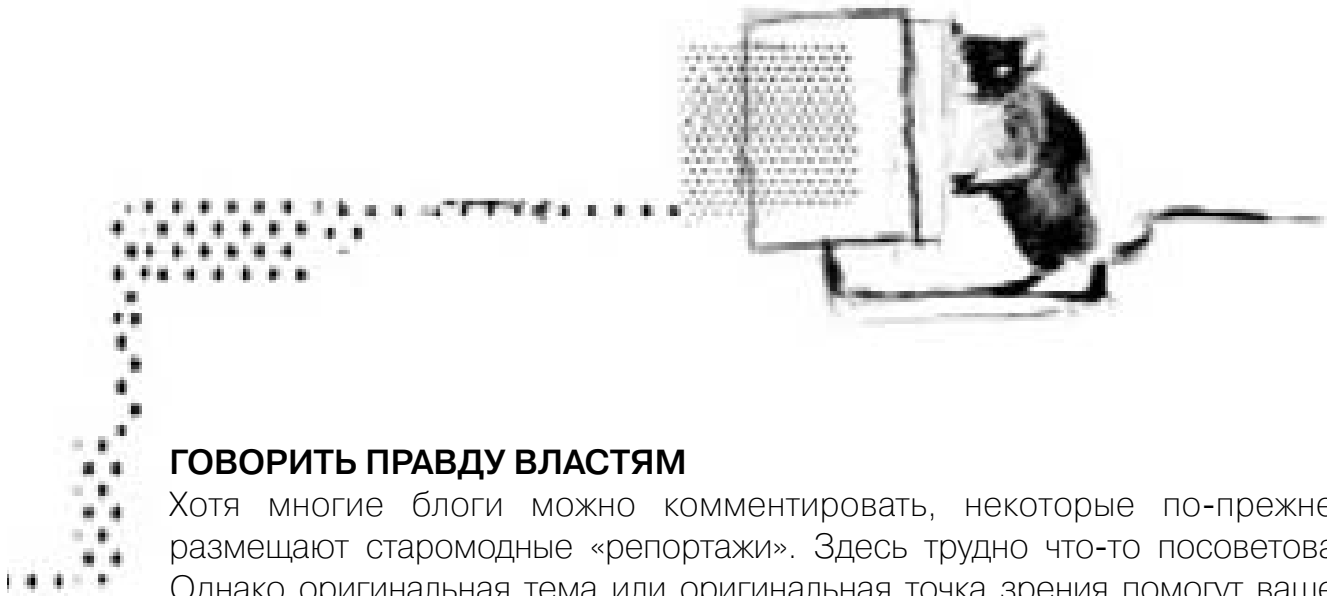 ГОВОРИТЬ ПРАВДУ ВЛАСТЯМ
Хотя многие блоги можно комментировать, некоторые по-прежне
размещают старомодные «репортажи». Здесь трудно что-то посоветова
Однако оригинальная тема или оригинальная точка зрения помогут ваше